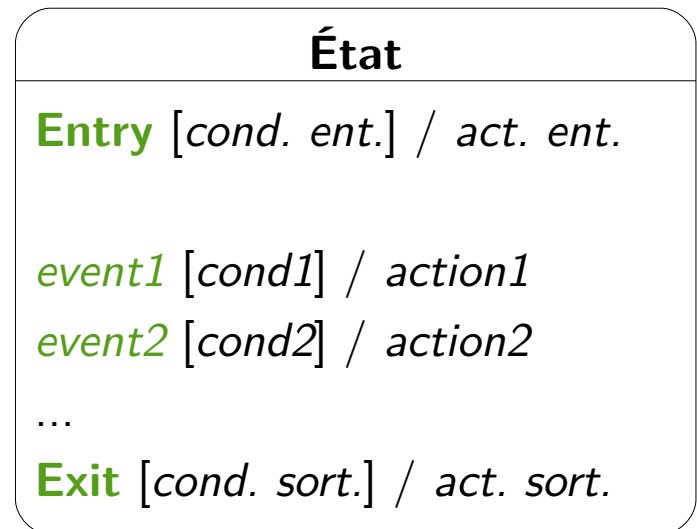 État
Entry [cond. ent.] / act. ent.
event1 [cond1] / action1
event2 [cond2] / action2
...
Exit [cond. sort.] / act. sort.